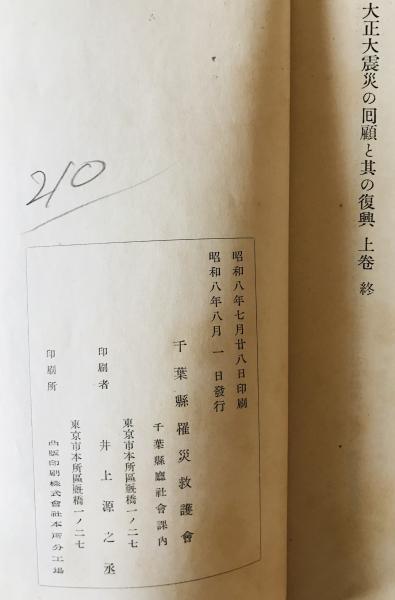 大正大震災の回顧と其の復興 上卷 終
昭和八年七月廿八日印刷
昭和八年八月一日發行
千葉縣罹災救護會
千葉縣廳社會課內
東京市本所區厩橋一ノ二七
印刷者 井上源之丞
東京市本所區厩橋一ノ二七
印刷所 凸版印刷株式會社本所分工場
210